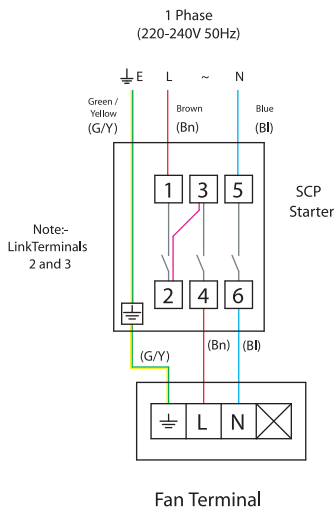 1 Phase
(220-240V 50Hz)
E L ~ N
Green /
Yellow
(G/Y)
Brown
(Bn)
Blue
(Bl)
1 3 5
SCP
Starter
Note:-
LinkTerminals
2 and 3
2 4 6
(G/Y)
(Bn)
(Bl)
L N
Fan Terminal